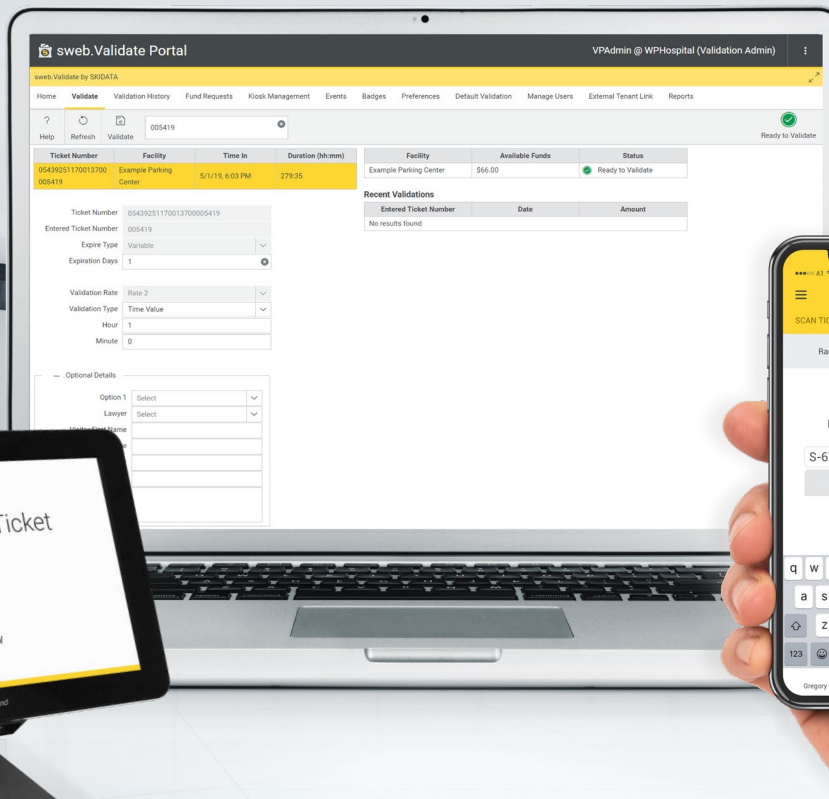 sweb.Validate Portal
VPAdmin @ WPHospital (Validation Admin)
sweb.Validate by SKIDATA
Home Validate Validation History Fund Requests Kiosk Management Events Badges Preferences Default Validation Manage Users External Tenant Link Reports
? Help Refresh Validate 005419 Ready to Validate
Ticket Number Facility Time In Duration (hh:mm)
05439251170013700 005419 Example Parking Center 5/1/19, 6:03 PM 279:35
Facility Available Funds Status
Example Parking Center $66.00 Ready to Validate
Recent Validations
Entered Ticket Number Date Amount
No results found
Ticket Number 05439251170013700005419
Entered Ticket Number 005419
Expire Type Variable
Expiration Days 1
Validation Rate Rate 2
Validation Type Time Value
Hour 1
Minute 0
Optional Details
Option 1 Select
Lawyer Select
Ticket
A1
SCAN TIC
Ra
S-6
q w
a s
z
123
Gregory